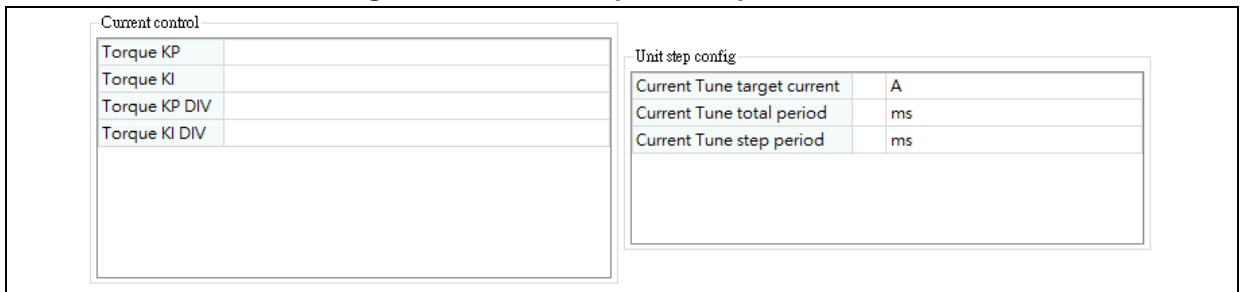 Current control
Torque KP
Torque KI
Torque KP DIV
Torque KI DIV
Unit step config
Current Tune target current A
Current Tune total period ms
Current Tune step period ms